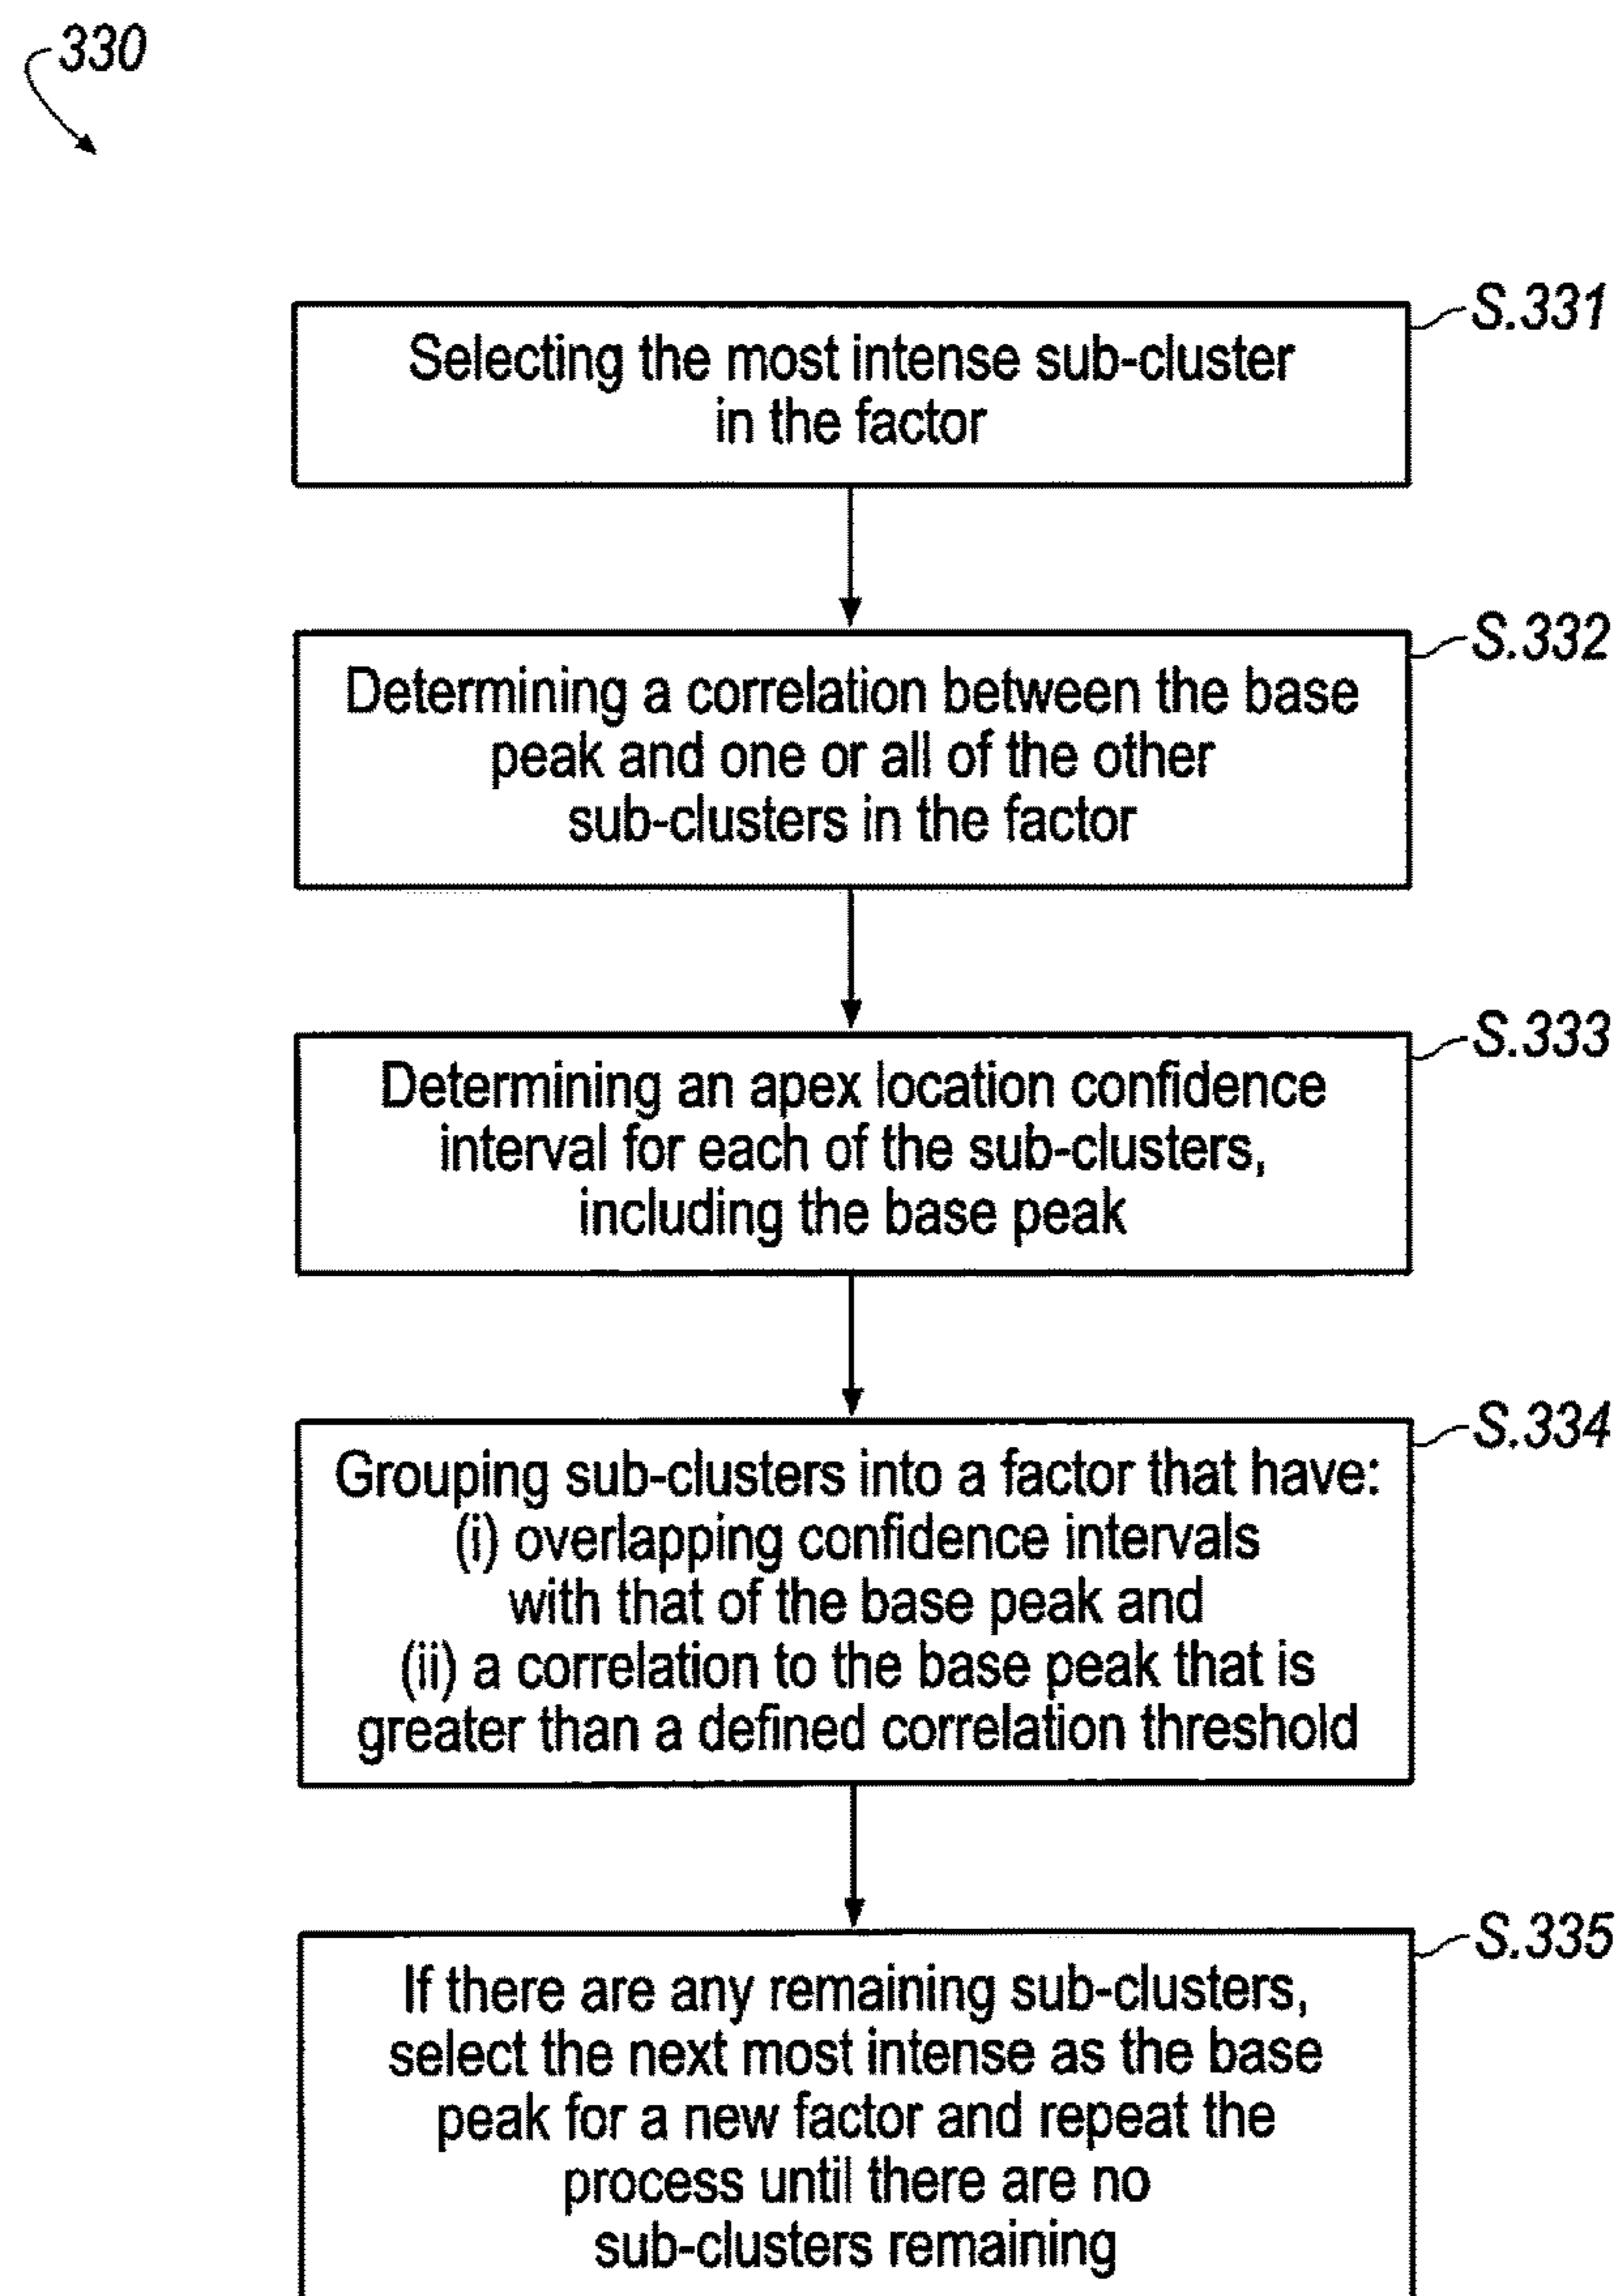 330
S.331
Selecting the most intense sub-cluster
in the factor
S.332
Determining a correlation between the base
peak and one or all of the other
sub-clusters in the factor
S.333
Determining an apex location confidence
interval for each of the sub-clusters,
including the base peak
S.334
Grouping sub-clusters into a factor that have:
(i) overlapping confidence intervals
with that of the base peak and
(ii) a correlation to the base peak that is
greater than a defined correlation threshold
S.335
If there are any remaining sub-clusters,
select the next most intense as the base
peak for a new factor and repeat the
process until there are no
sub-clusters remaining